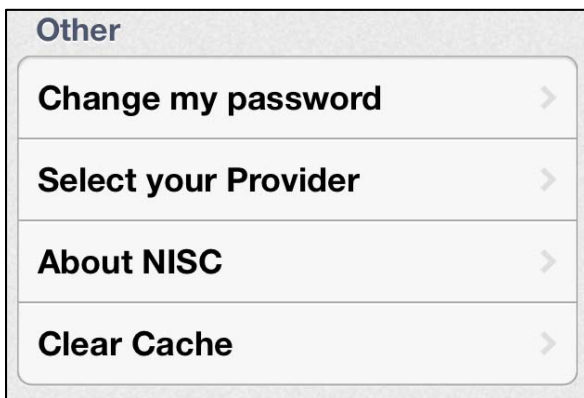 Other
Change my password
Select your Provider
About NISC
Clear Cache